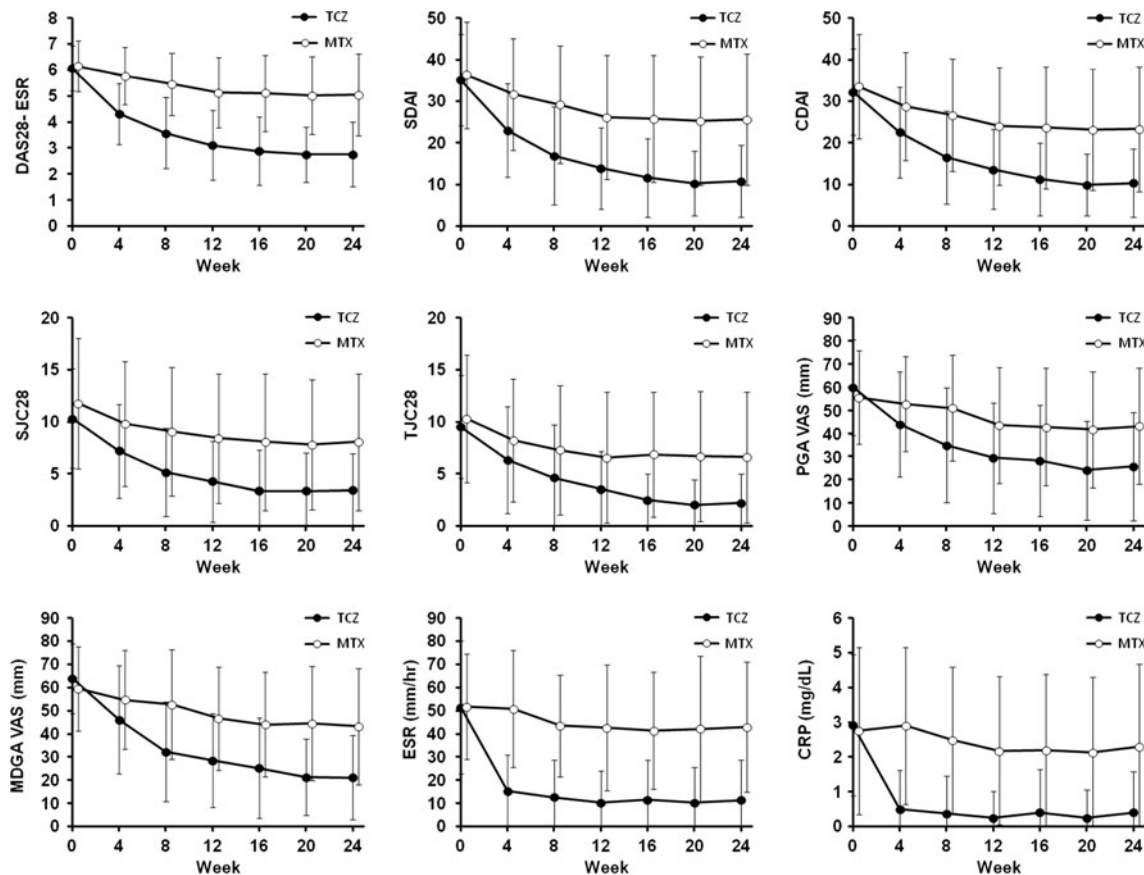 DAS28- ESR
8
7
6
5
4
3
2
1
0
0 4 8 12 16 20 24
Week
TCZ
MTX
SDAI
50
40
30
20
10
0
0 4 8 12 16 20 24
Week
TCZ
MTX
CDAI
50
40
30
20
10
0
0 4 8 12 16 20 24
Week
TCZ
MTX
SJC28
20
15
10
5
0
0 4 8 12 16 20 24
Week
TCZ
MTX
TJC28
20
15
10
5
0
0 4 8 12 16 20 24
Week
TCZ
MTX
PGA VAS (mm)
90
80
70
60
50
40
30
20
10
0
0 4 8 12 16 20 24
Week
TCZ
MTX
MDGA VAS (mm)
90
80
70
60
50
40
30
20
10
0
0 4 8 12 16 20 24
Week
TCZ
MTX
ESR (mm/hr)
90
80
70
60
50
40
30
20
10
0
0 4 8 12 16 20 24
Week
TCZ
MTX
CRP (mg/dL)
6
5
4
3
2
1
0
0 4 8 12 16 20 24
Week
TCZ
MTX